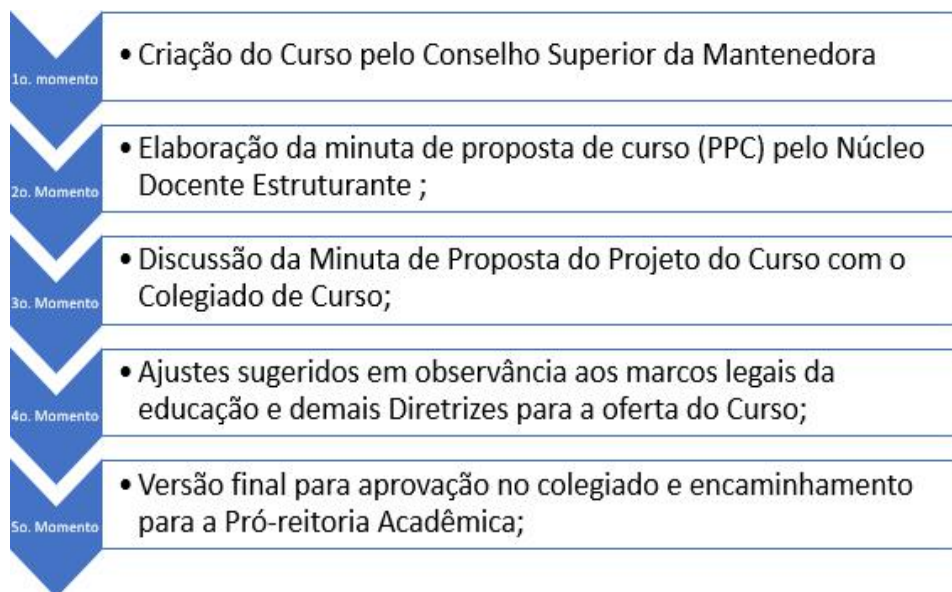 1o. momento
• Criação do Curso pelo Conselho Superior da Mantenedora
2o. Momento
• Elaboração da minuta de proposta de curso (PPC) pelo Núcleo
Docente Estruturante ;
3o. Momento
• Discussão da Minuta de Proposta do Projeto do Curso com o
Colegiado de Curso;
4o. Momento
• Ajustes sugeridos em observância aos marcos legais da
educação e demais Diretrizes para a oferta do Curso;
5o. Momento
• Versão final para aprovação no colegiado e encaminhamento
para a Pró-reitoria Acadêmica;